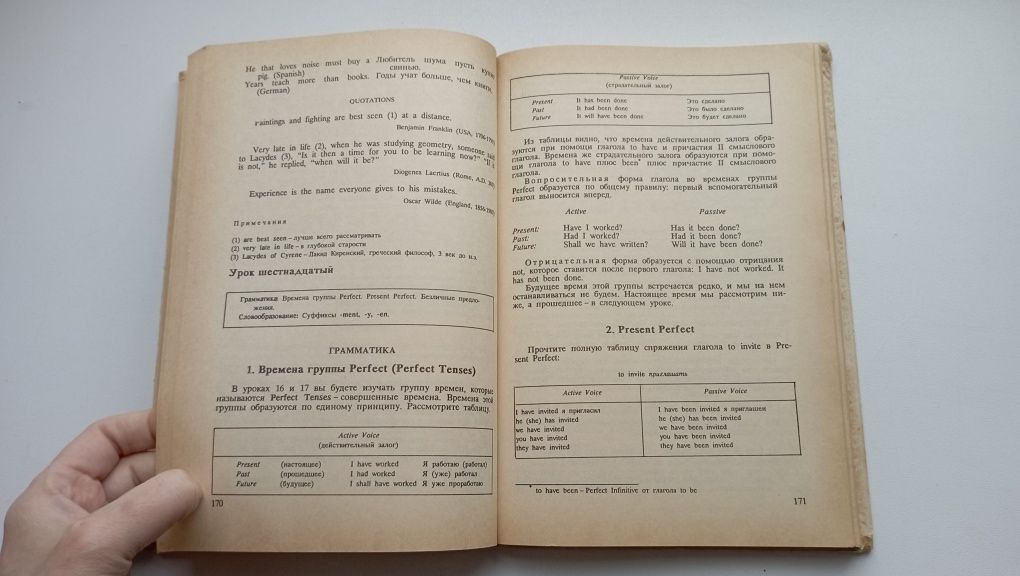 He that loves noise must buy a Любитель шума пусть купит
pig. (Spanish) свинью.
Years teach more than books. Годы учат больше, чем книги.
(German)
QUOTATIONS
Paintings and fighting are best seen (1) at a distance.
Benjamin Franklin (USA, 1706-1790)
Very late in life (2), when he was studying geometry, someone said
to Lacydes (3), "Is it then a time for you to be learning now?" "If it
is not," he replied, "when will it be?"
Diogenes Laertius (Rome, A.D. 200)
Experience is the name everyone gives to his mistakes.
Oscar Wilde (England, 1856-1900)
Примечания
(1) are best seen – лучше всего рассматривать
(2) very late in life – в глубокой старости
(3) Lacydes of Cyrene – Лакид Киренский, греческий философ, 3 век до н.э.
Урок шестнадцатый
Грамматика: Времена группы Perfect. Present Perfect. Безличные предло-
жения.
Словообразование: Суффиксы -ment, -y, -en.
ГРАММАТИКА
1. Времена группы Perfect (Perfect Tenses)
В уроках 16 и 17 вы будете изучать группу времен, которые
называются Perfect Tenses – совершенные времена. Времена этой
группы образуются по единому принципу. Рассмотрите таблицу.
Active Voice
(действительный залог)
Present (настоящее) I have worked Я работаю (работал)
Past (прошедшее) I had worked Я (уже) работал
Future (будущее) I shall have worked Я уже проработаю
170
Passive Voice
(страдательный залог)
Present It has been done Это сделано
Past It had been done Это было сделано
Future It will have been done Это будет сделано
Из таблицы видно, что времена действительного залога обра-
зуются при помощи глагола to have и причастия II смыслового
глагола. Времена же страдательного залога образуются при помо-
щи глагола to have плюс been* плюс причастие II смыслового
глагола.
Вопросительная форма глагола во временах группы
Perfect образуется по общему правилу: первый вспомогательный
глагол выносится вперед.
Active Passive
Present: Have I worked? Has it been done?
Past: Had I worked? Had it been done?
Future: Shall we have written? Will it have been done?
Отрицательная форма образуется с помощью отрицания
not, которое ставится после первого глагола: I have not worked. It
has not been done.
Будущее время этой группы встречается редко, и мы на нем
останавливаться не будем. Настоящее время мы рассмотрим ни-
же, а прошедшее – в следующем уроке.
2. Present Perfect
Прочтите полную таблицу спряжения глагола to invite в Pre-
sent Perfect:
to invite приглашать
Active Voice Passive Voice
I have invited я пригласил I have been invited я приглашен
he (she) has invited he (she) has been invited
we have invited we have been invited
you have invited you have been invited
they have invited they have been invited
* to have been – Perfect Infinitive от глагола to be
171